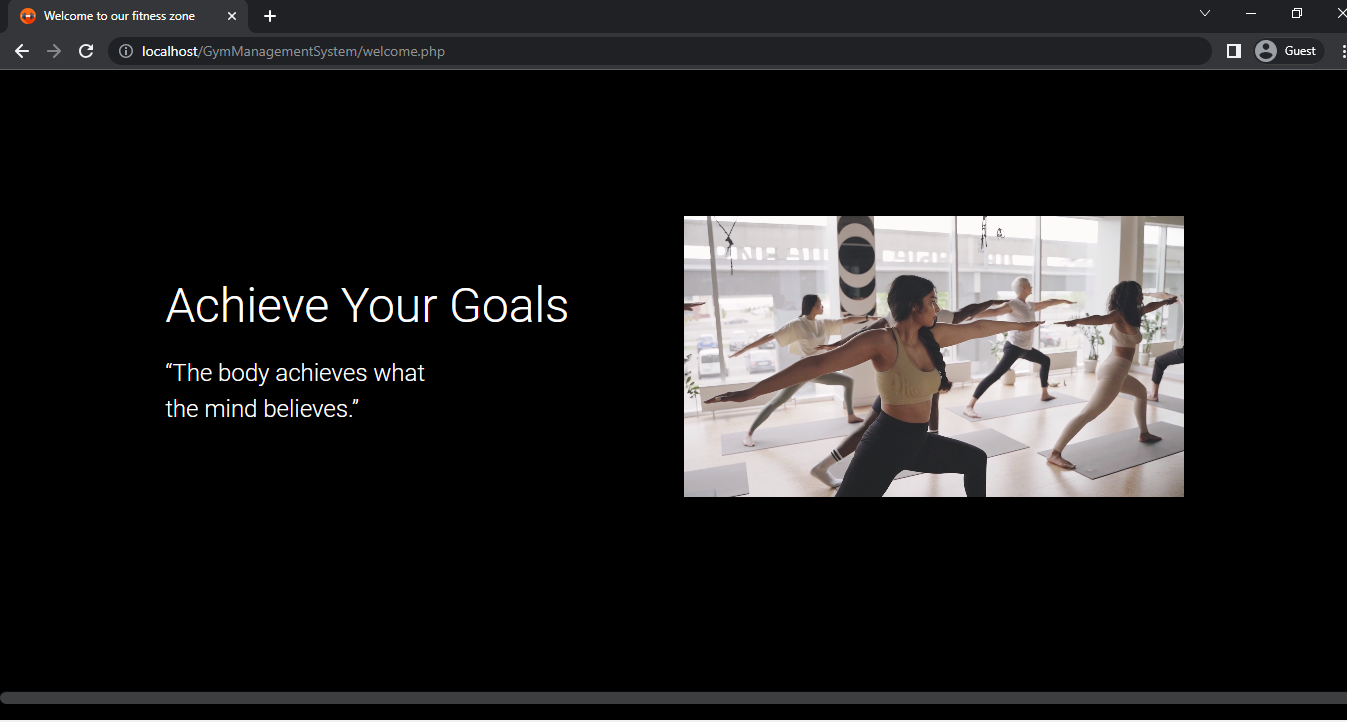 Welcome to our fitness zone
localhost/GymManagementSystem/welcome.php
Guest
Achieve Your Goals
“The body achieves what
the mind believes.”